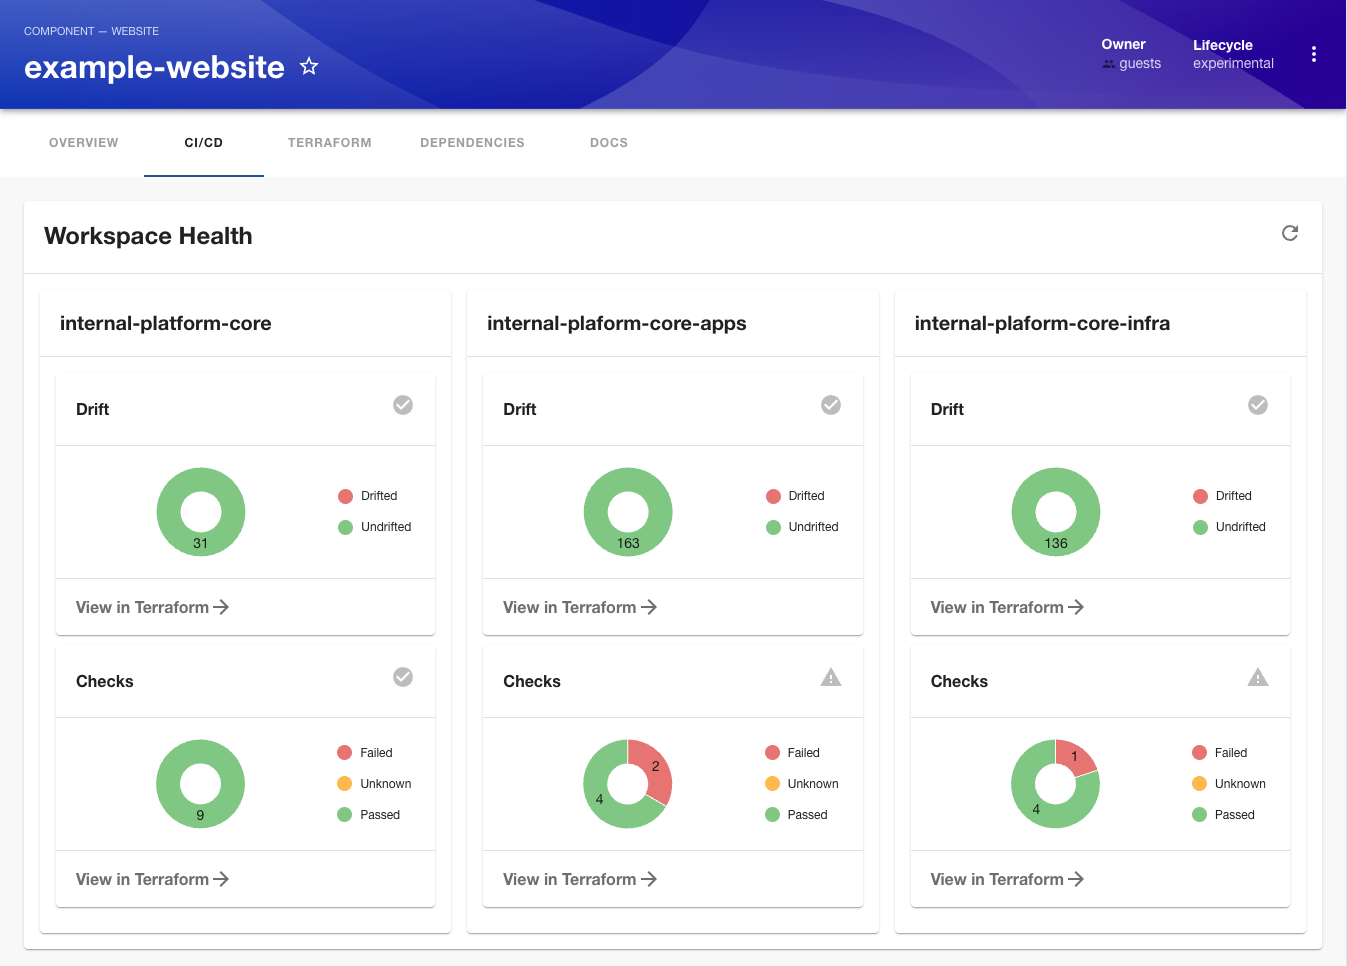 COMPONENT — WEBSITE
example-website
Owner
guests
Lifecycle
experimental
OVERVIEW
CI/CD
TERRAFORM
DEPENDENCIES
DOCS
Workspace Health
internal-platform-core
Drift
31
Drifted
Undrifted
View in Terraform
Checks
9
Failed
Unknown
Passed
View in Terraform
internal-plaform-core-apps
Drift
163
Drifted
Undrifted
View in Terraform
Checks
2
4
Failed
Unknown
Passed
View in Terraform
internal-plaform-core-infra
Drift
136
Drifted
Undrifted
View in Terraform
Checks
1
4
Failed
Unknown
Passed
View in Terraform